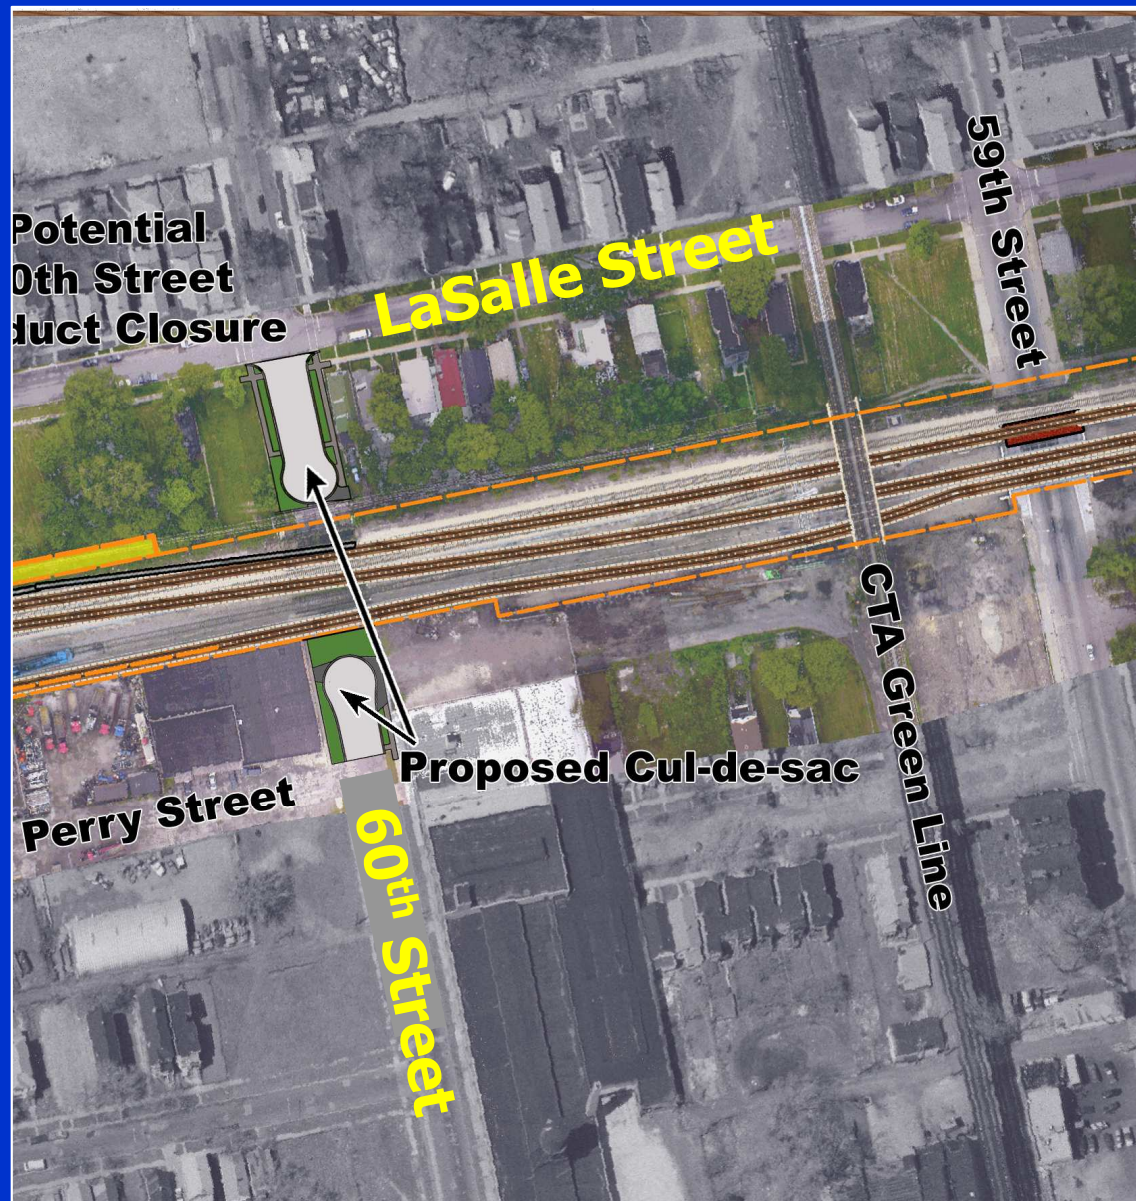 59th Street
Potential
0th Street
duct Closure
LaSalle Street
CTA Green Line
Proposed Cul-de-sac
Perry Street
60th Street